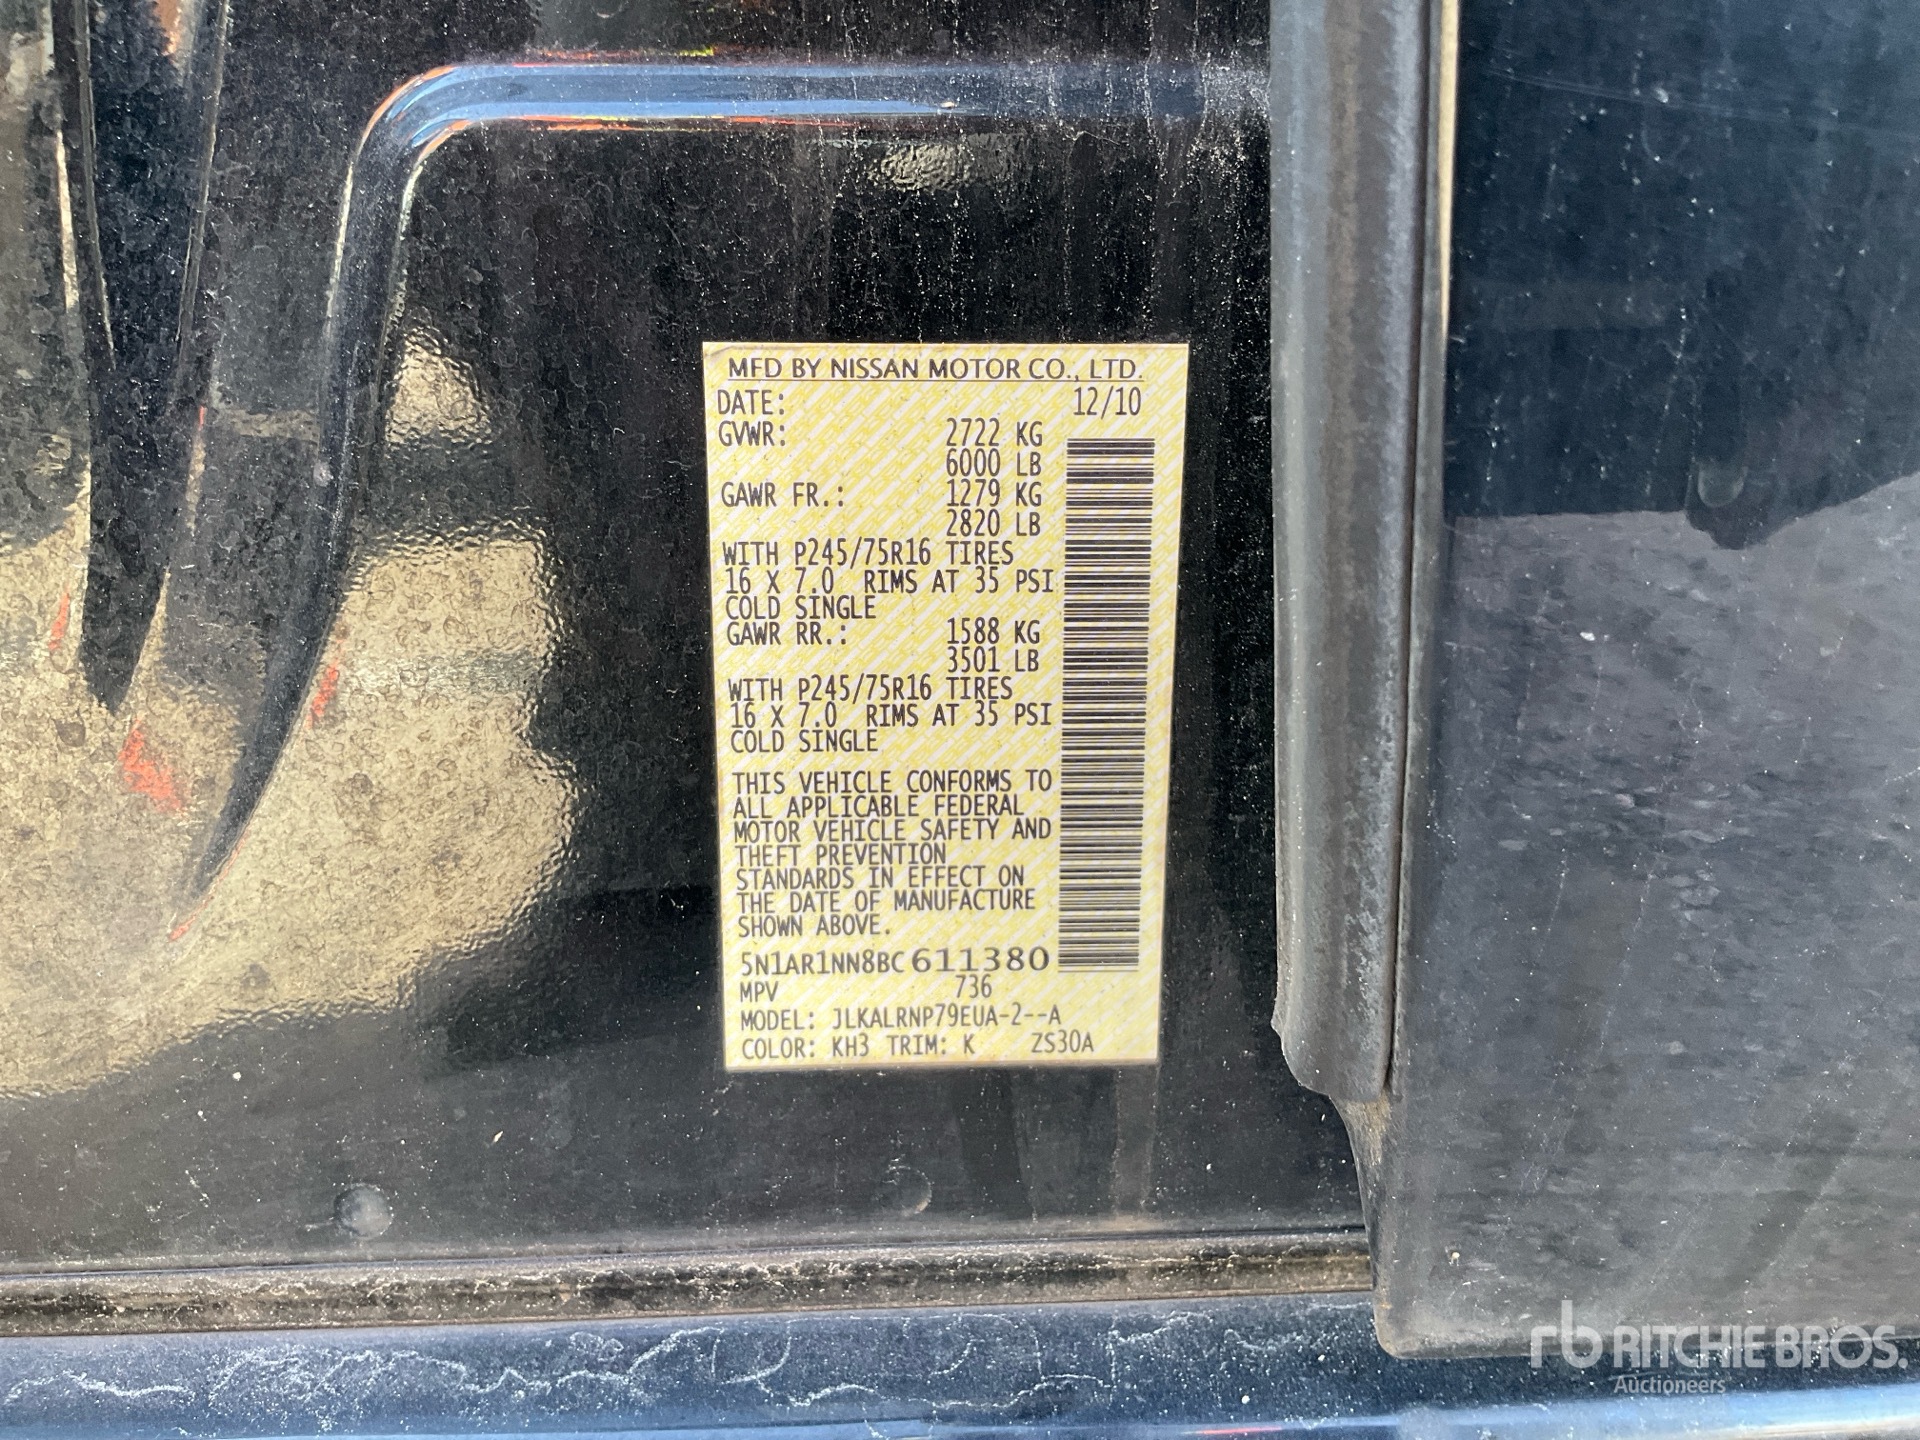 MFD BY NISSAN MOTOR CO., LTD.
DATE: 12/10
GVWR: 2722 KG
6000 LB
GAWR FR.: 1279 KG
2820 LB
WITH P245/75R16 TIRES
16 X 7.0 RIMS AT 35 PSI
COLD SINGLE
GAWR RR.: 1588 KG
3501 LB
WITH P245/75R16 TIRES
16 X 7.0 RIMS AT 35 PSI
COLD SINGLE
THIS VEHICLE CONFORMS TO
ALL APPLICABLE FEDERAL
MOTOR VEHICLE SAFETY AND
THEFT PREVENTION
STANDARDS IN EFFECT ON
THE DATE OF MANUFACTURE
SHOWN ABOVE.
5N1AR1NN8BC611380
MPV 736
MODEL: JLKALRNP79EUA-2--A
COLOR: KH3 TRIM: K ZS30A
rb RITCHIE BROS.
Auctioneers